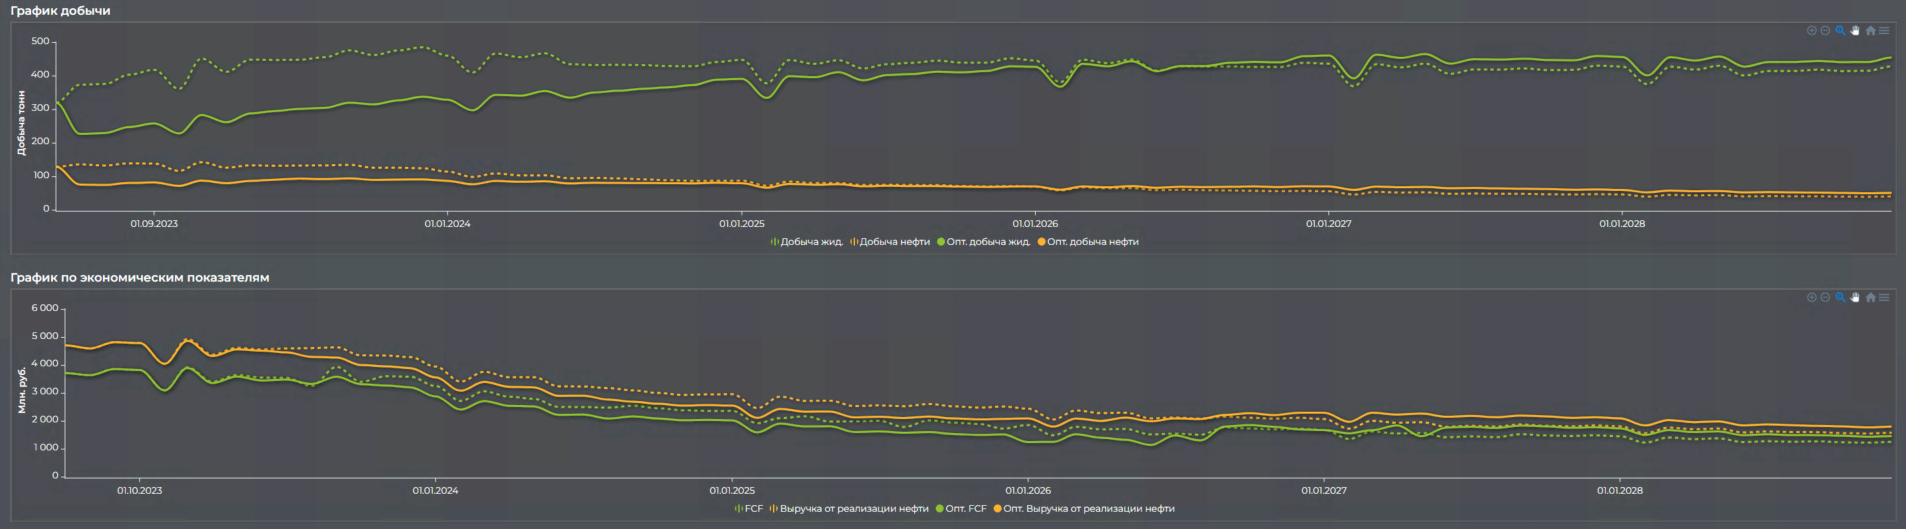 График добычи
Добыча тонн
500
400
300
200
100
0
01.09.2023 01.01.2024 01.01.2025 01.01.2026 01.01.2027 01.01.2028
Добыча жид. Добыча нефти Опт. добыча жид. Опт. добыча нефти
График по экономическим показателям
Млн. руб.
6 000
5 000
4 000
3 000
2 000
1 000
0
01.10.2023 01.01.2024 01.01.2025 01.01.2026 01.01.2027 01.01.2028
FCF Выручка от реализации нефти Опт. FCF Опт. Выручка от реализации нефти